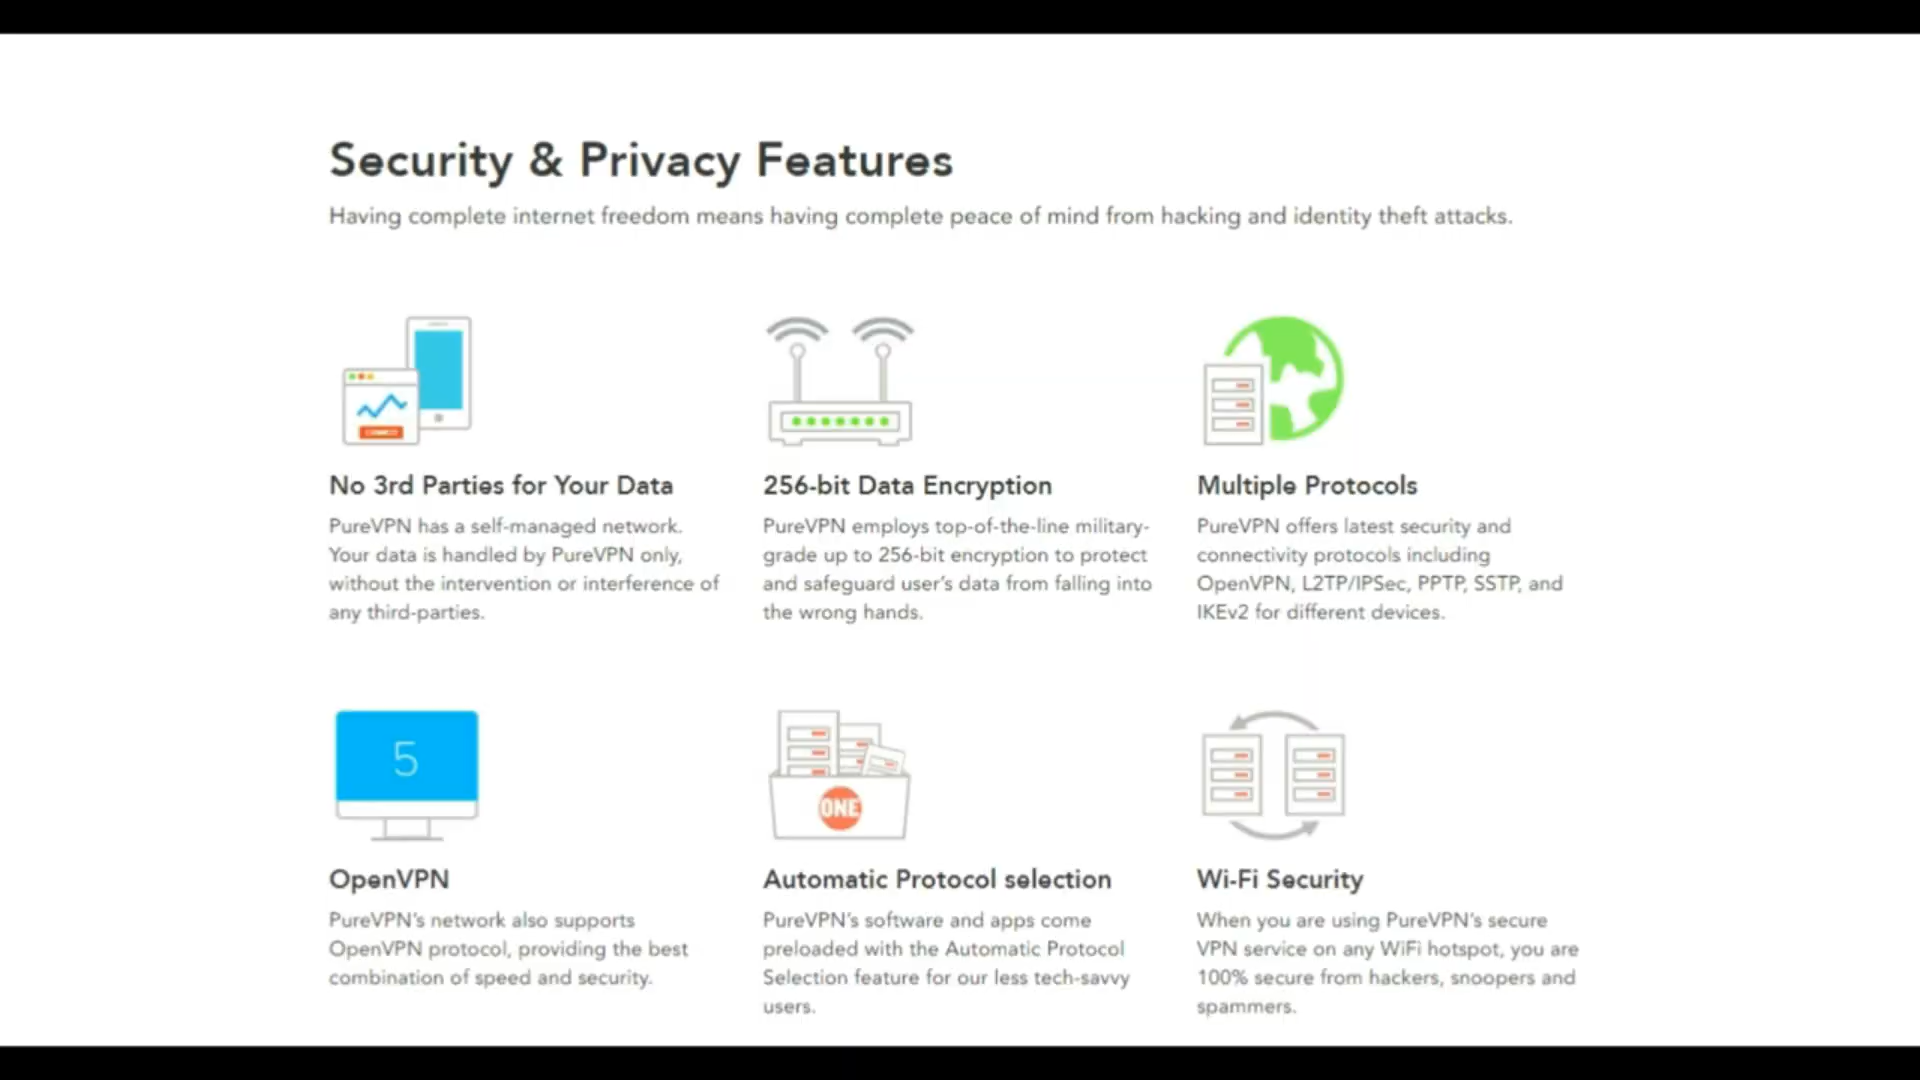 Security & Privacy Features
Having complete internet freedom means having complete peace of mind from hacking and identity theft attacks.
No 3rd Parties for Your Data
PureVPN has a self-managed network.
Your data is handled by PureVPN only,
without the intervention or interference of
any third-parties.
256-bit Data Encryption
PureVPN employs top-of-the-line military-
grade up to 256-bit encryption to protect
and safeguard user's data from falling into
the wrong hands.
Multiple Protocols
PureVPN offers latest security and
connectivity protocols including
OpenVPN, L2TP/IPSec, PPTP, SSTP, and
IKEv2 for different devices.
5
OpenVPN
PureVPN's network also supports
OpenVPN protocol, providing the best
combination of speed and security.
ONE
Automatic Protocol selection
PureVPN's software and apps come
preloaded with the Automatic Protocol
Selection feature for our less tech-savvy
users.
Wi-Fi Security
When you are using PureVPN's secure
VPN service on any WiFi hotspot, you are
100% secure from hackers, snoopers and
spammers.